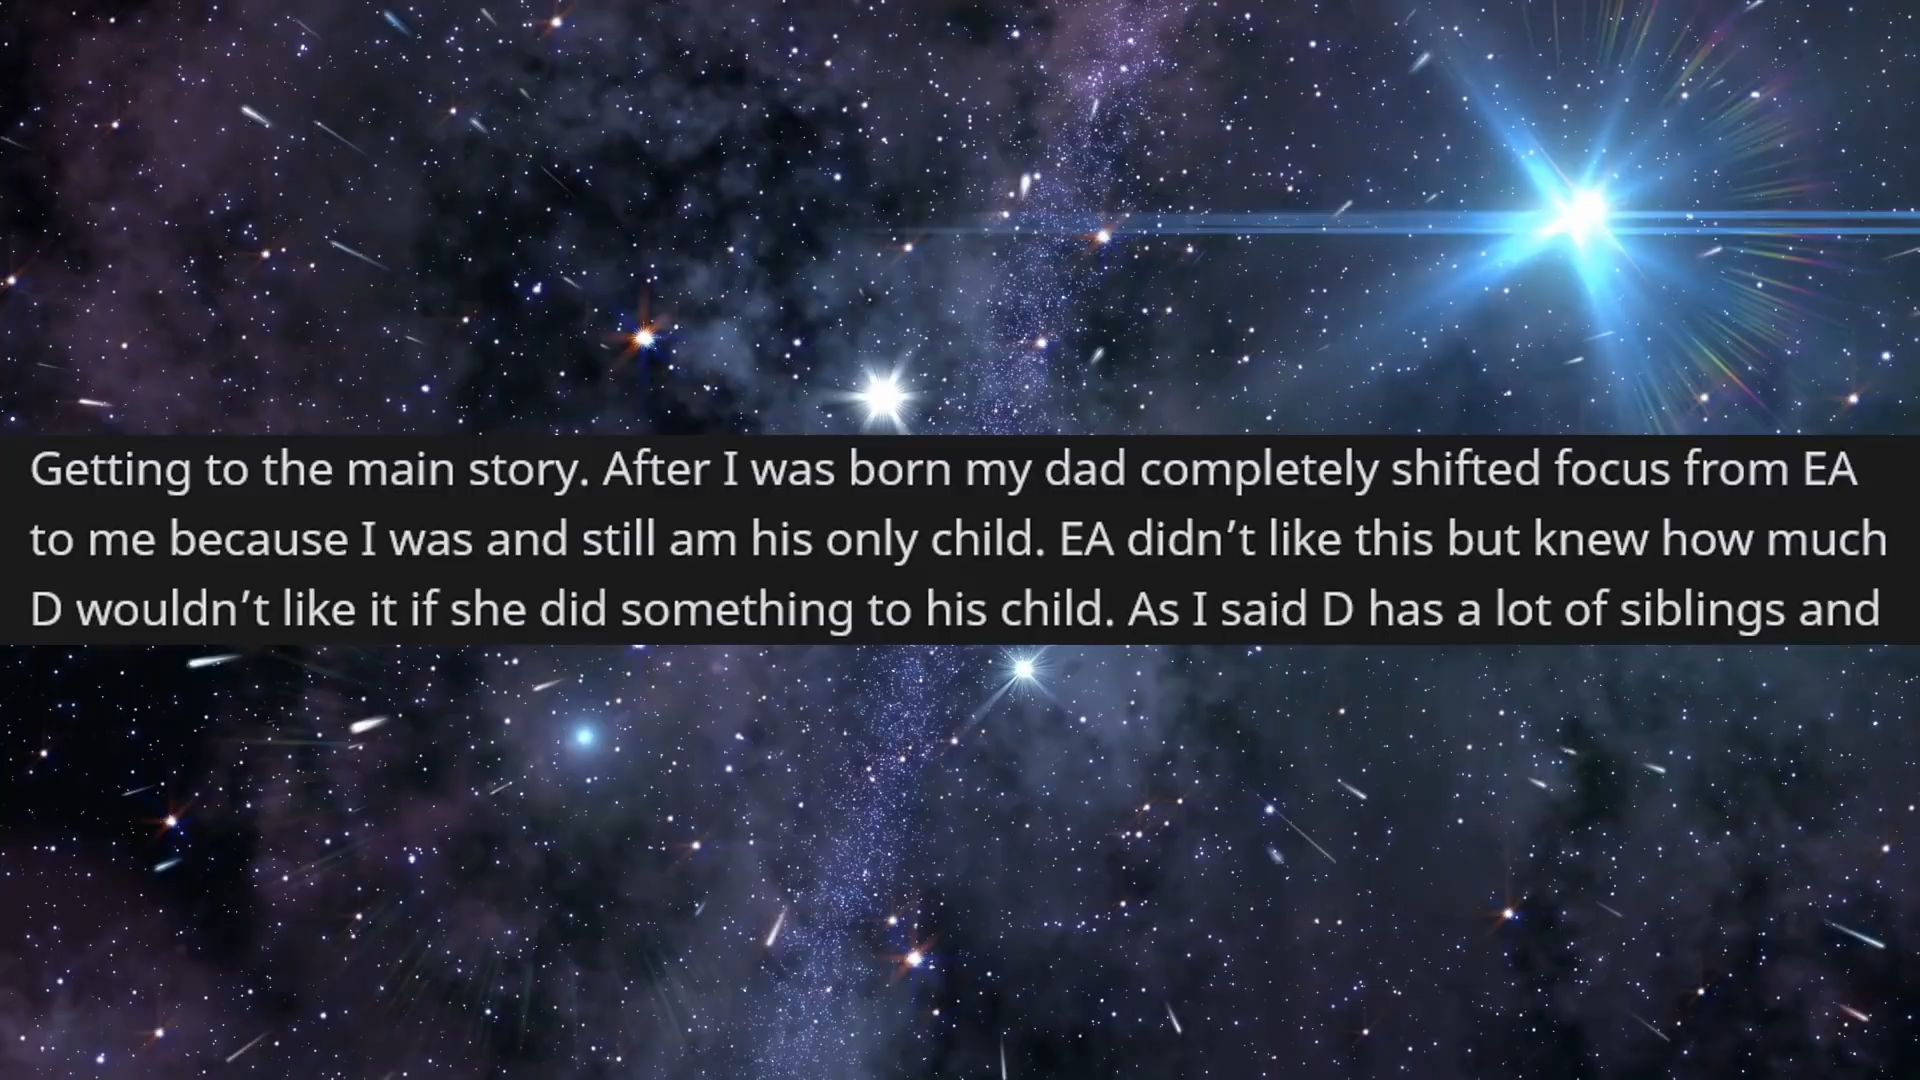 Getting to the main story. After I was born my dad completely shifted focus from EA
to me because I was and still am his only child. EA didn’t like this but knew how much
D wouldn’t like it if she did something to his child. As I said D has a lot of siblings and